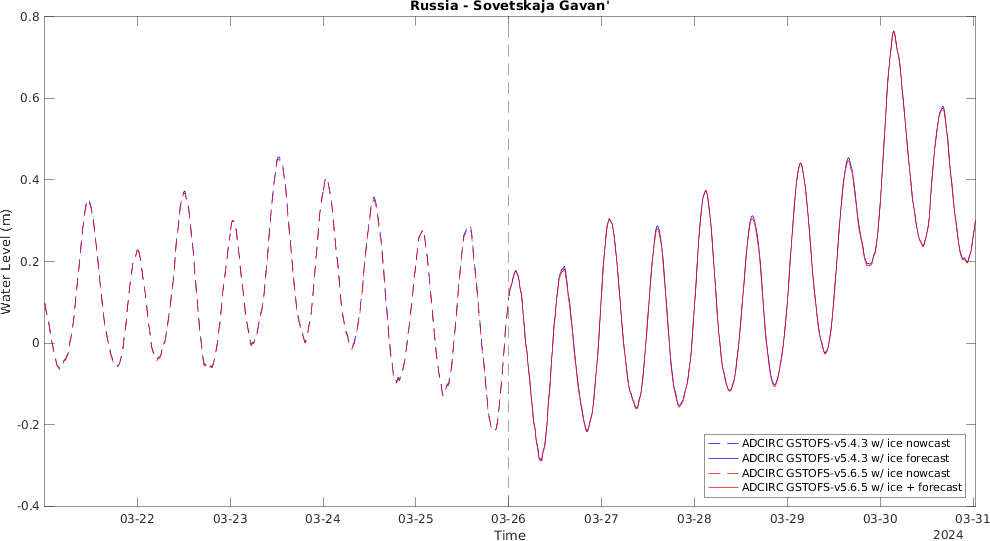 Russia - Sovetskaja Gavan'
0.8
0.6
0.4
0.2
0
-0.2
-0.4
Water Level (m)
ADCIRC GSTOFS-v5.4.3 w/ ice nowcast
ADCIRC GSTOFS-v5.4.3 w/ ice forecast
ADCIRC GSTOFS-v5.6.5 w/ ice nowcast
ADCIRC GSTOFS-v5.6.5 w/ ice + forecast
03-22 03-23 03-24 03-25 03-26 03-27 03-28 03-29 03-30 03-31
Time
2024